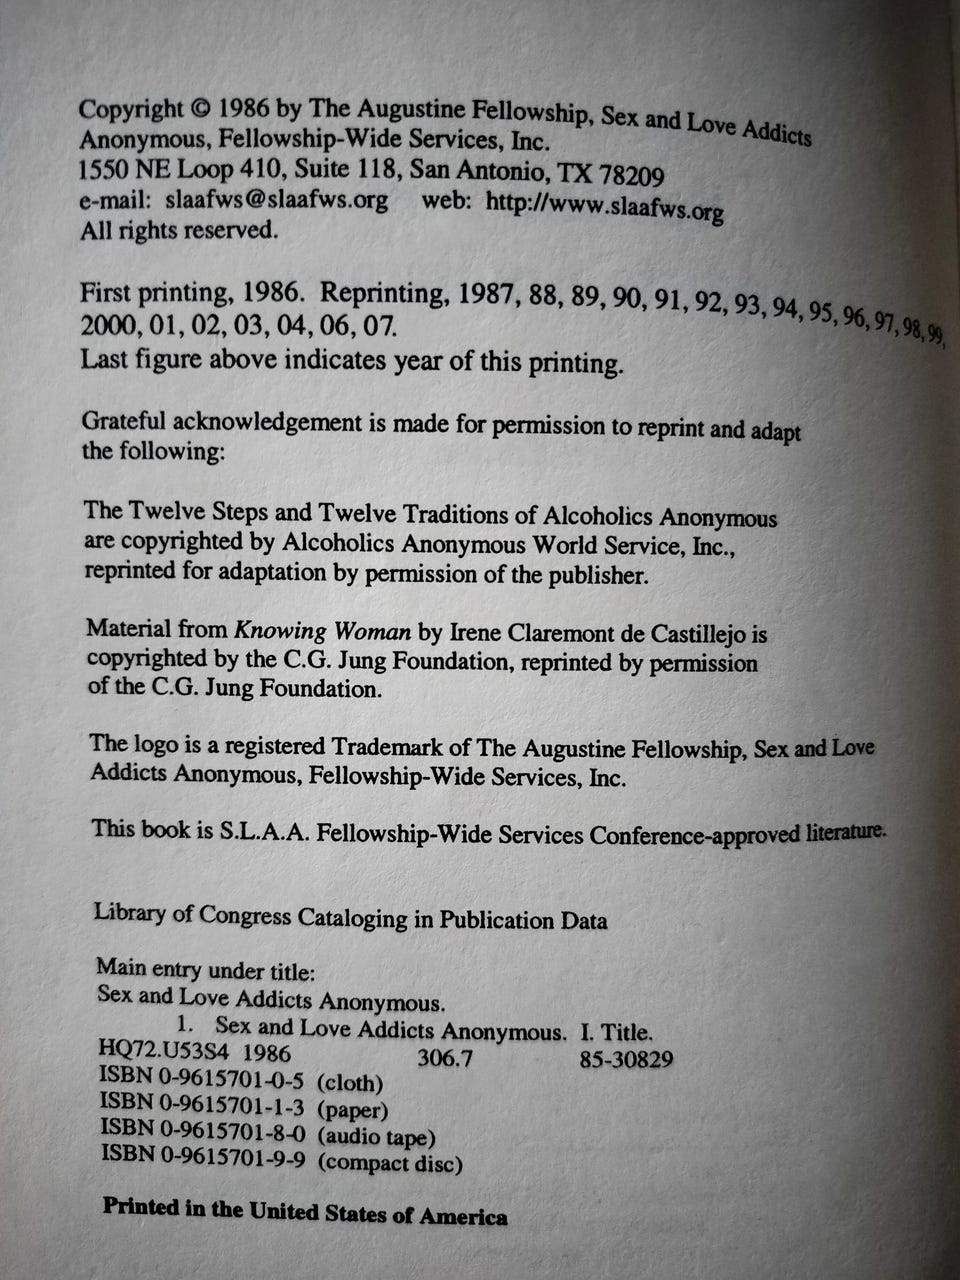 Copyright © 1986 by The Augustine Fellowship, Sex and Love Addicts
Anonymous, Fellowship-Wide Services, Inc.
1550 NE Loop 410, Suite 118, San Antonio, TX 78209
e-mail: slaafws@slaafws.org web: http://www.slaafws.org
All rights reserved.
First printing, 1986. Reprinting, 1987, 88, 89, 90, 91, 92, 93, 94, 95, 96, 97, 98, 99,
2000, 01, 02, 03, 04, 06, 07.
Last figure above indicates year of this printing.
Grateful acknowledgement is made for permission to reprint and adapt
the following:
The Twelve Steps and Twelve Traditions of Alcoholics Anonymous
are copyrighted by Alcoholics Anonymous World Service, Inc.,
reprinted for adaptation by permission of the publisher.
Material from Knowing Woman by Irene Claremont de Castillejo is
copyrighted by the C.G. Jung Foundation, reprinted by permission
of the C.G. Jung Foundation.
The logo is a registered Trademark of The Augustine Fellowship, Sex and Love
Addicts Anonymous, Fellowship-Wide Services, Inc.
This book is S.L.A.A. Fellowship-Wide Services Conference-approved literature.
Library of Congress Cataloging in Publication Data
Main entry under title:
Sex and Love Addicts Anonymous.
1. Sex and Love Addicts Anonymous. I. Title.
HQ72.U53S4 1986 306.7 85-30829
ISBN 0-9615701-0-5 (cloth)
ISBN 0-9615701-1-3 (paper)
ISBN 0-9615701-8-0 (audio tape)
ISBN 0-9615701-9-9 (compact disc)
Printed in the United States of America